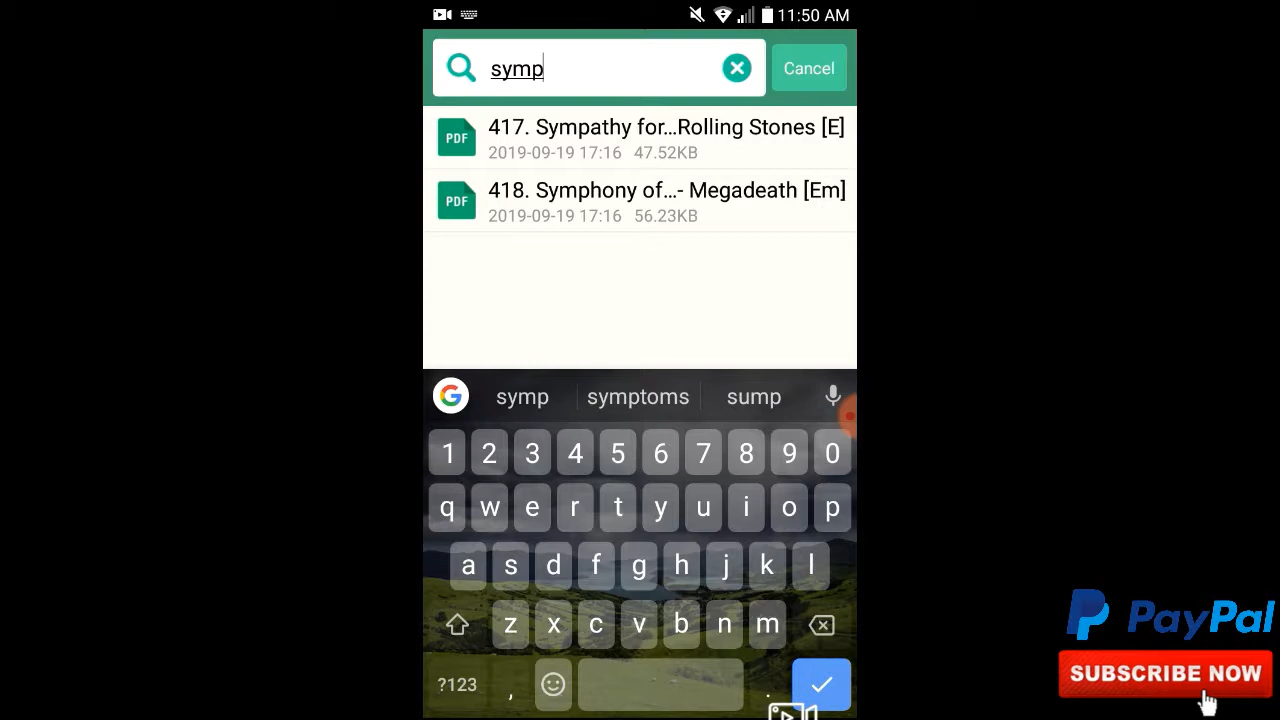 11:50 AM
symp
Cancel
PDF
417. Sympathy for...Rolling Stones [E]
2019-09-19 17:16 47.52KB
PDF
418. Symphony of...- Megadeath [Em]
2019-09-19 17:16 56.23KB
G symp symptoms sump
1 2 3 4 5 6 7 8 9 0
q w e r t y u i o p
a s d f g h j k l
z x c v b n m
?123 , .
PayPal
SUBSCRIBE NOW